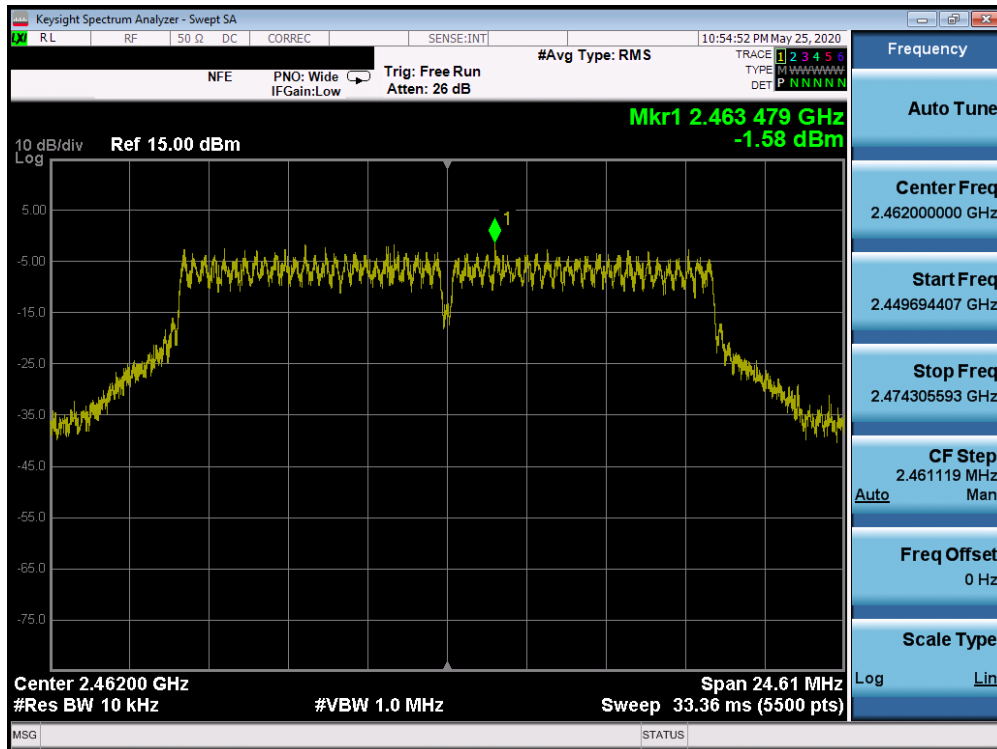 Keysight Spectrum Analyzer - Swept SA
LXI RL RF 50 Ω DC CORREC SENSE:INT 10:54:52 PM May 25, 2020
#Avg Type: RMS
TRACE 1 2 3 4 5 6
TYPE M WWWWW
DET P N N N N N
NFE
PNO: Wide
IFGain:Low
Trig: Free Run
Atten: 26 dB
Mkr1 2.463 479 GHz
-1.58 dBm
10 dB/div
Log
Ref 15.00 dBm
1
5.00
-5.00
-15.0
-25.0
-35.0
-45.0
-55.0
-65.0
-75.0
Center 2.46200 GHz
#Res BW 10 kHz
#VBW 1.0 MHz
Span 24.61 MHz
Sweep 33.36 ms (5500 pts)
MSG
STATUS
Frequency
Auto Tune
Center Freq
2.462000000 GHz
Start Freq
2.449694407 GHz
Stop Freq
2.474305593 GHz
CF Step
2.461119 MHz
Auto Man
Freq Offset
0 Hz
Scale Type
Log Lin